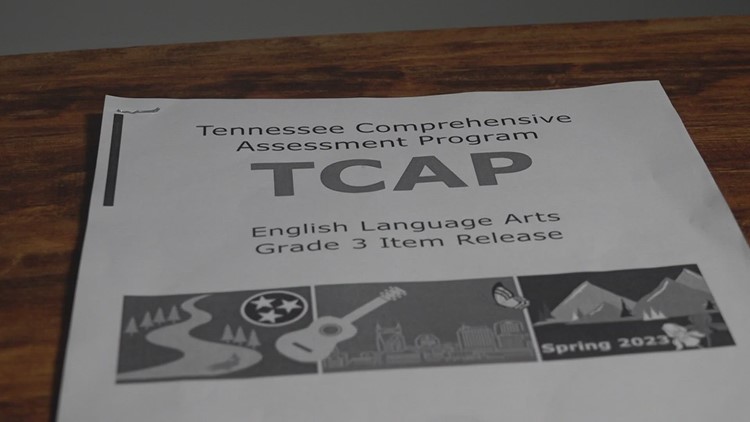 Tennessee Comprehensive
Assessment Program
TCAP
English Language Arts
Grade 3 Item Release
Spring 2023